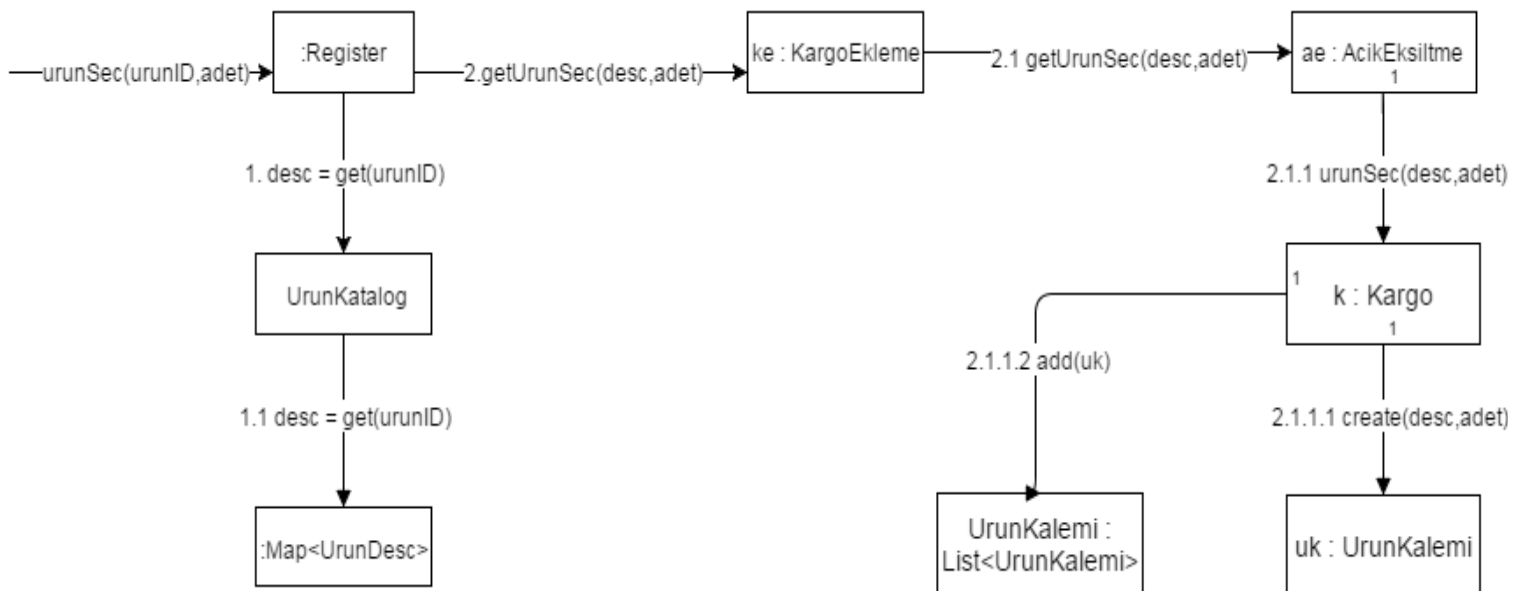 :Register
ke : KargoEkleme
ae : AcikEksiltme
1
urunSec(urunID,adet)
2.getUrunSec(desc,adet)
2.1 getUrunSec(desc,adet)
1. desc = get(urunID)
2.1.1 urunSec(desc,adet)
UrunKatalog
1
k : Kargo
1
2.1.1.2 add(uk)
1.1 desc = get(urunID)
2.1.1.1 create(desc,adet)
:Map<UrunDesc>
UrunKalemi :
List<UrunKalemi>
uk : UrunKalemi